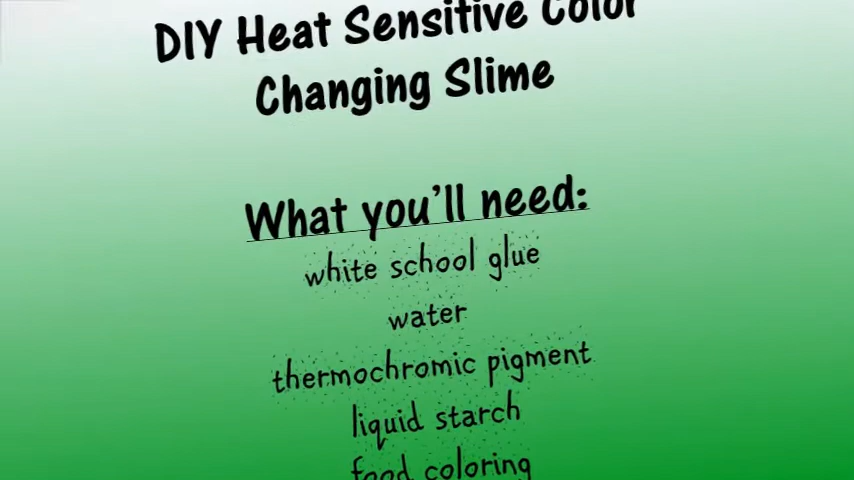 DIY Heat Sensitive Color
Changing Slime
What you'll need:
white school glue
water
thermochromic pigment
liquid starch
food coloring